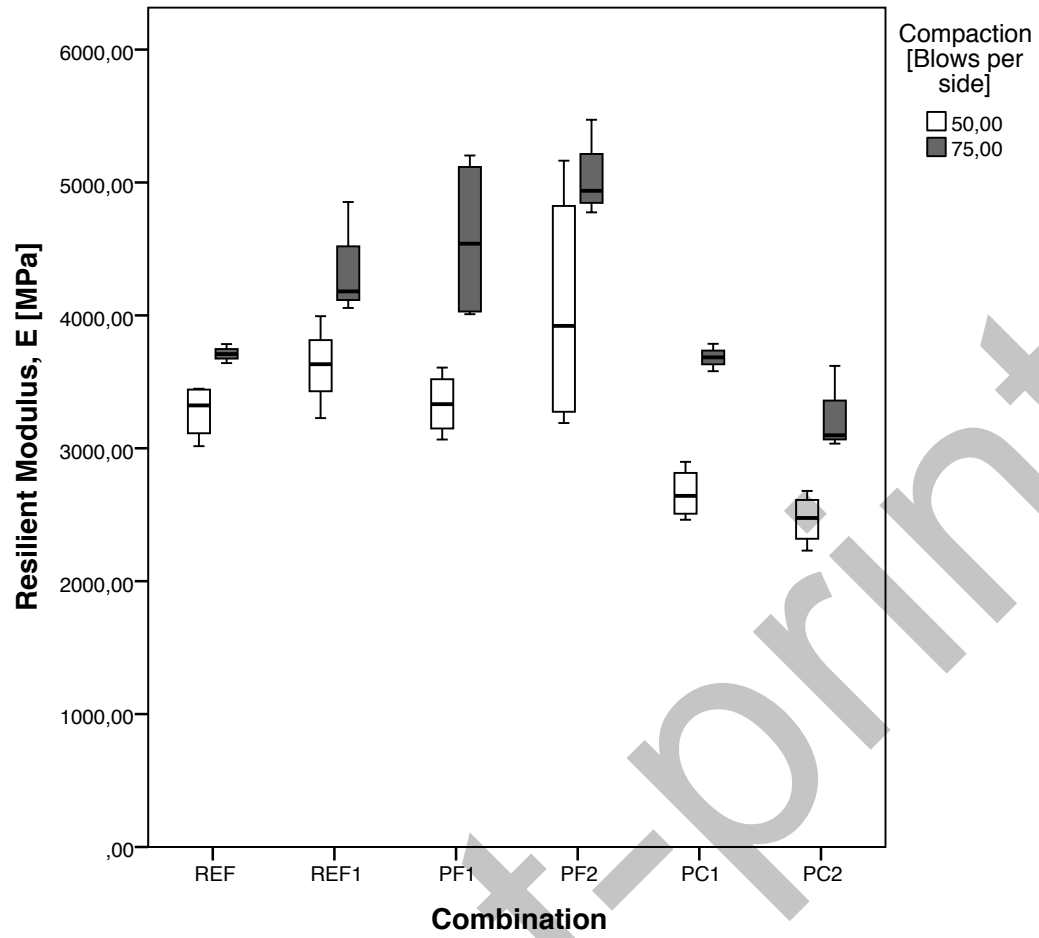 Compaction
[Blows per
side]
50,00
75,00
Resilient Modulus, E [MPa]
6000,00
5000,00
4000,00
3000,00
2000,00
1000,00
,00
REF REF1 PF1 PF2 PC1 PC2
Combination
t-print